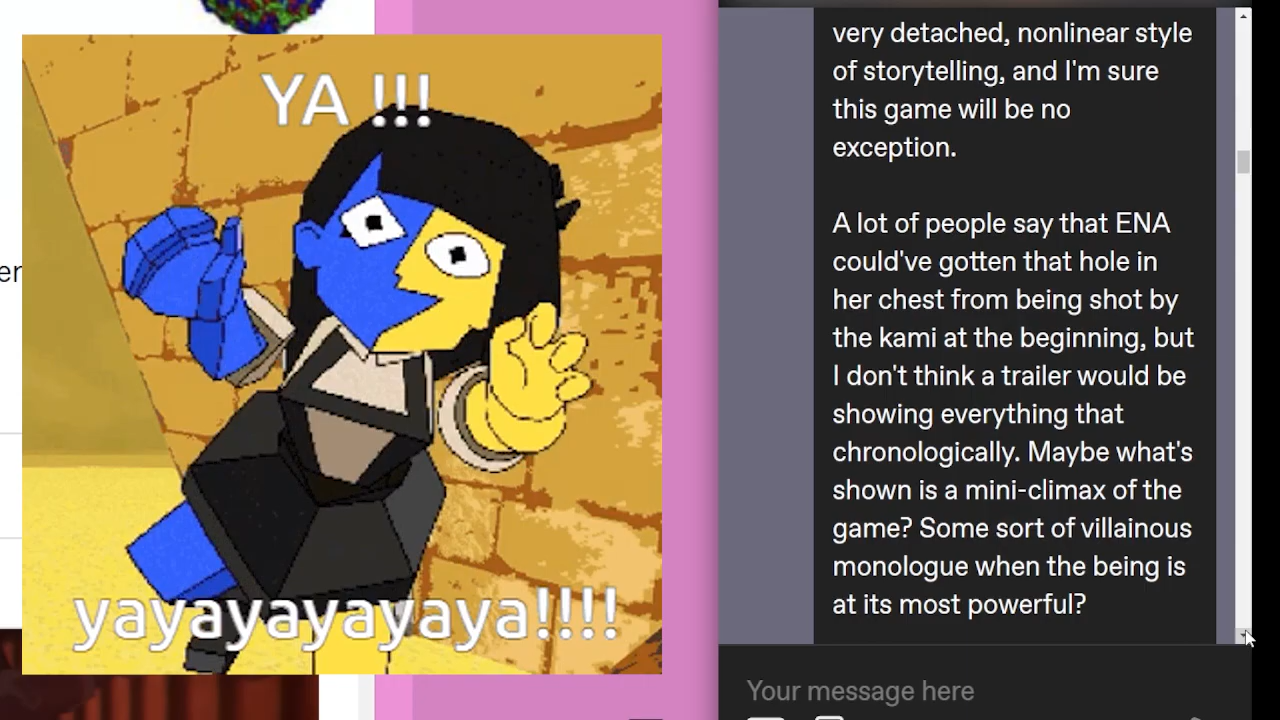 YA !!!
yayayayayaya!!!!
er
very detached, nonlinear style
of storytelling, and I'm sure
this game will be no
exception.
A lot of people say that ENA
could've gotten that hole in
her chest from being shot by
the kami at the beginning, but
I don't think a trailer would be
showing everything that
chronologically. Maybe what's
shown is a mini-climax of the
game? Some sort of villainous
monologue when the being is
at its most powerful?
Your message here